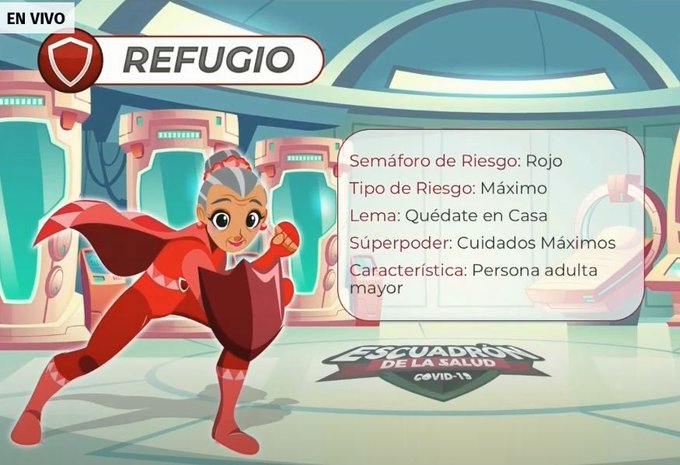 EN VIVO
REFUGIO
Semáforo de Riesgo: Rojo
Tipo de Riesgo: Máximo
Lema: Quédate en Casa
Súperpoder: Cuidados Máximos
Característica: Persona adulta
mayor
ESCUADRÓN
DE LA SALUD
COVID-19